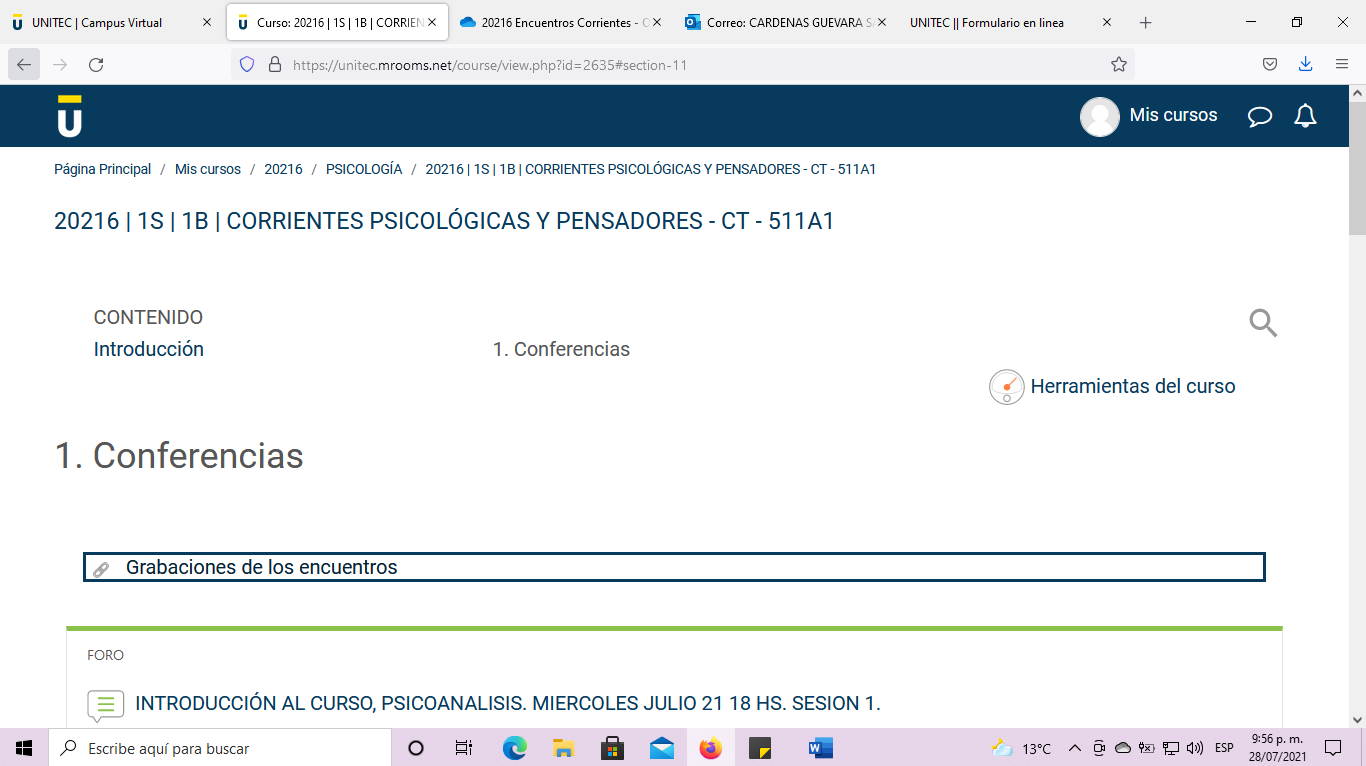 UNITEC | Campus Virtual
Curso: 20216 | 1S | 1B | CORRIEN
20216 Encuentros Corrientes - O
Correo: CARDENAS GUEVARA SA
UNITEC || Formulario en linea
https://unitec.mrooms.net/course/view.php?id=2635#section-11
Mis cursos
Página Principal / Mis cursos / 20216 / PSICOLOGÍA / 20216 | 1S | 1B | CORRIENTES PSICOLÓGICAS Y PENSADORES - CT - 511A1
20216 | 1S | 1B | CORRIENTES PSICOLÓGICAS Y PENSADORES - CT - 511A1
CONTENIDO
Introducción
1. Conferencias
Herramientas del curso
1. Conferencias
Grabaciones de los encuentros
FORO
INTRODUCCIÓN AL CURSO, PSICOANALISIS. MIERCOLES JULIO 21 18 HS. SESION 1.
Escribe aquí para buscar
13°C
ESP
9:56 p. m.
28/07/2021